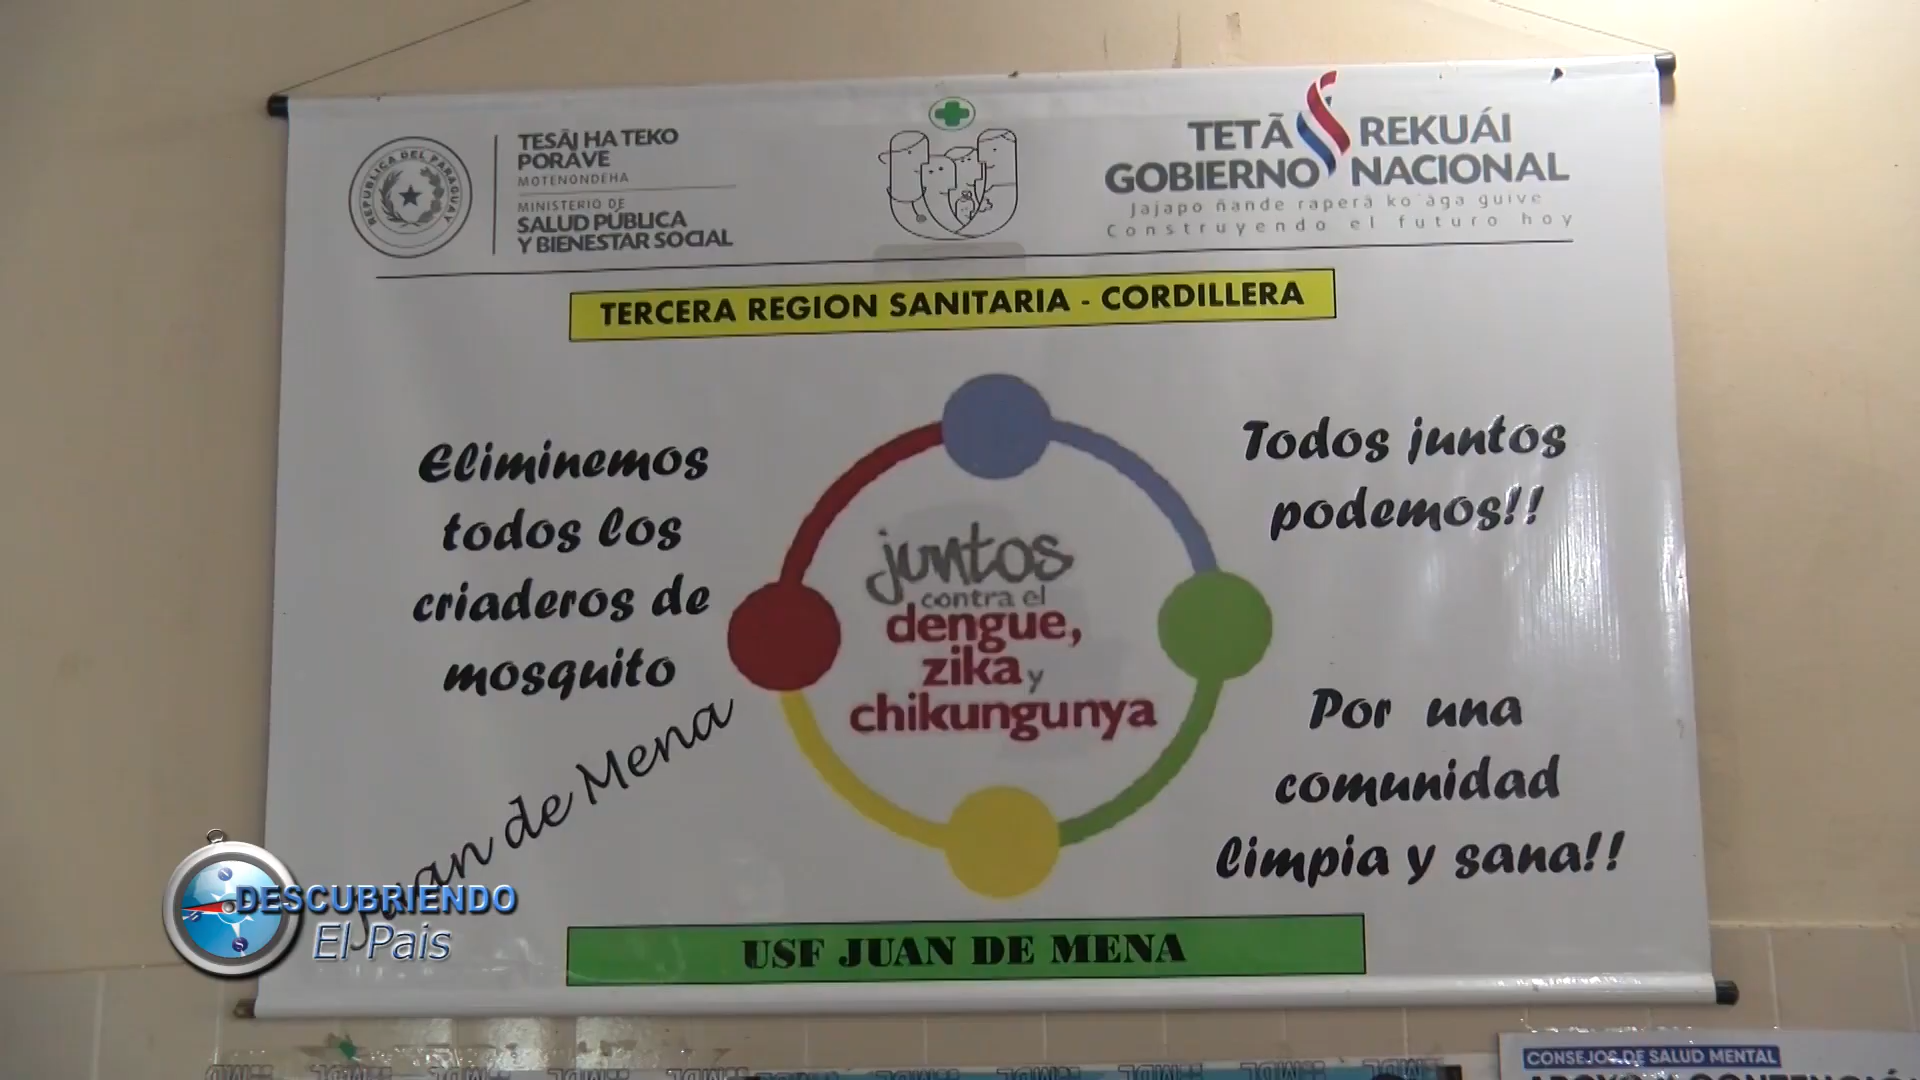 REPUBLICA DEL PARAGUAY
TESÃI HA TEKO
PORÃVE
MOTENONDEHA
MINISTERIO DE
SALUD PÚBLICA
Y BIENESTAR SOCIAL
TETÃ REKUÁI
GOBIERNO NACIONAL
Jajapo ñande raperã ko'ãga guive
Construyendo el futuro hoy
TERCERA REGION SANITARIA - CORDILLERA
Eliminemos
todos los
criaderos de
mosquito
Juan de Mena
juntos
contra el
dengue,
zika y
chikungunya
Todos juntos
podemos!!
Por una
comunidad
limpia y sana!!
USF JUAN DE MENA
DESCUBRIENDO
El Pais
CONSEJOS DE SALUD MENTAL